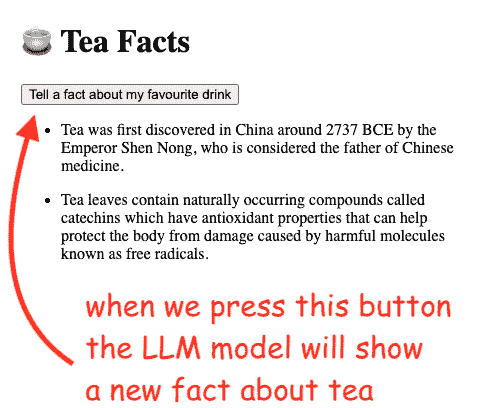 🍵 Tea Facts
Tell a fact about my favourite drink
• Tea was first discovered in China around 2737 BCE by the
Emperor Shen Nong, who is considered the father of Chinese
medicine.
• Tea leaves contain naturally occurring compounds called
catechins which have antioxidant properties that can help
protect the body from damage caused by harmful molecules
known as free radicals.
when we press this button
the LLM model will show
a new fact about tea